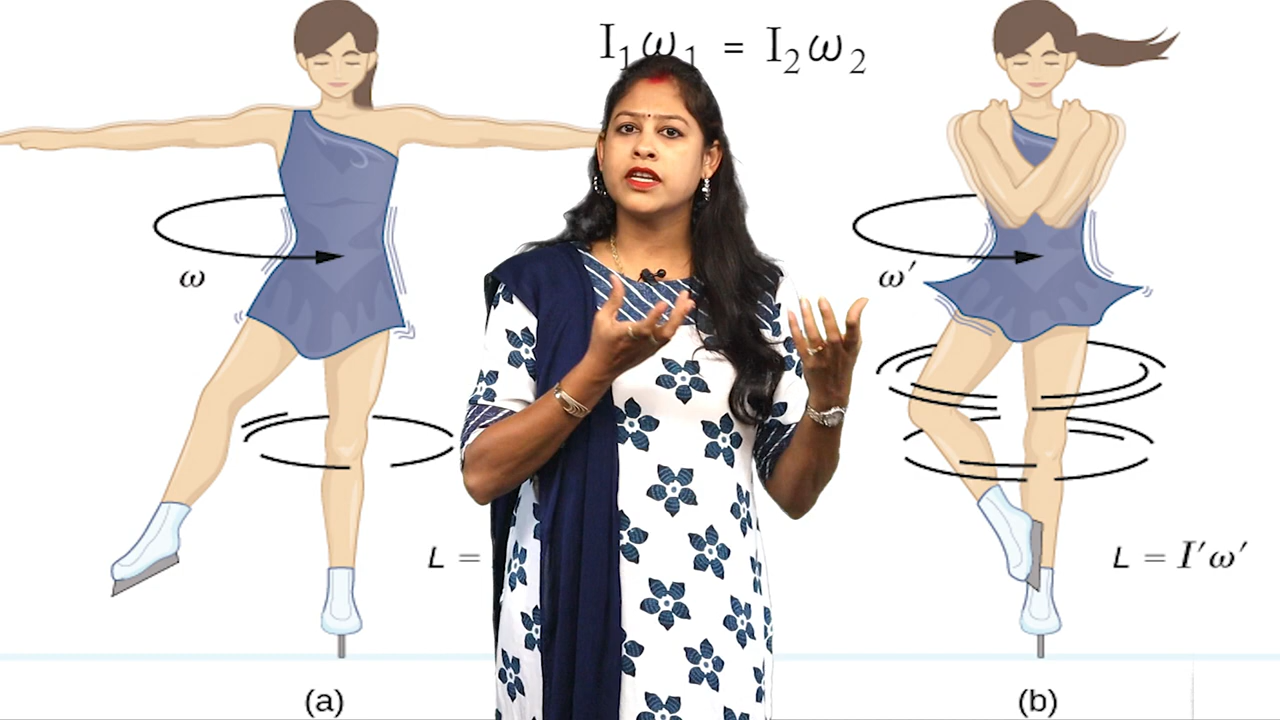 I₁ω₁ = I₂ω₂
ω
ω′
L =
L = I′ω′
(a)
(b)